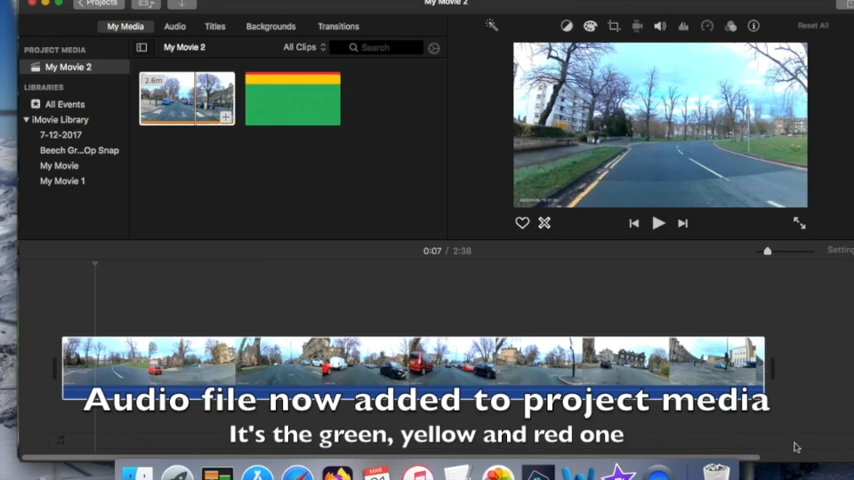 Projects
My Movie 2
My Media Audio Titles Backgrounds Transitions
Reset All
PROJECT MEDIA
My Movie 2
My Movie 2
All Clips
Search
LIBRARIES
All Events
iMovie Library
7-12-2017
Beech Gr...Op Snap
My Movie
My Movie 1
2.6m
0:07 / 2:38
Setting
Audio file now added to project media
It's the green, yellow and red one
MAR